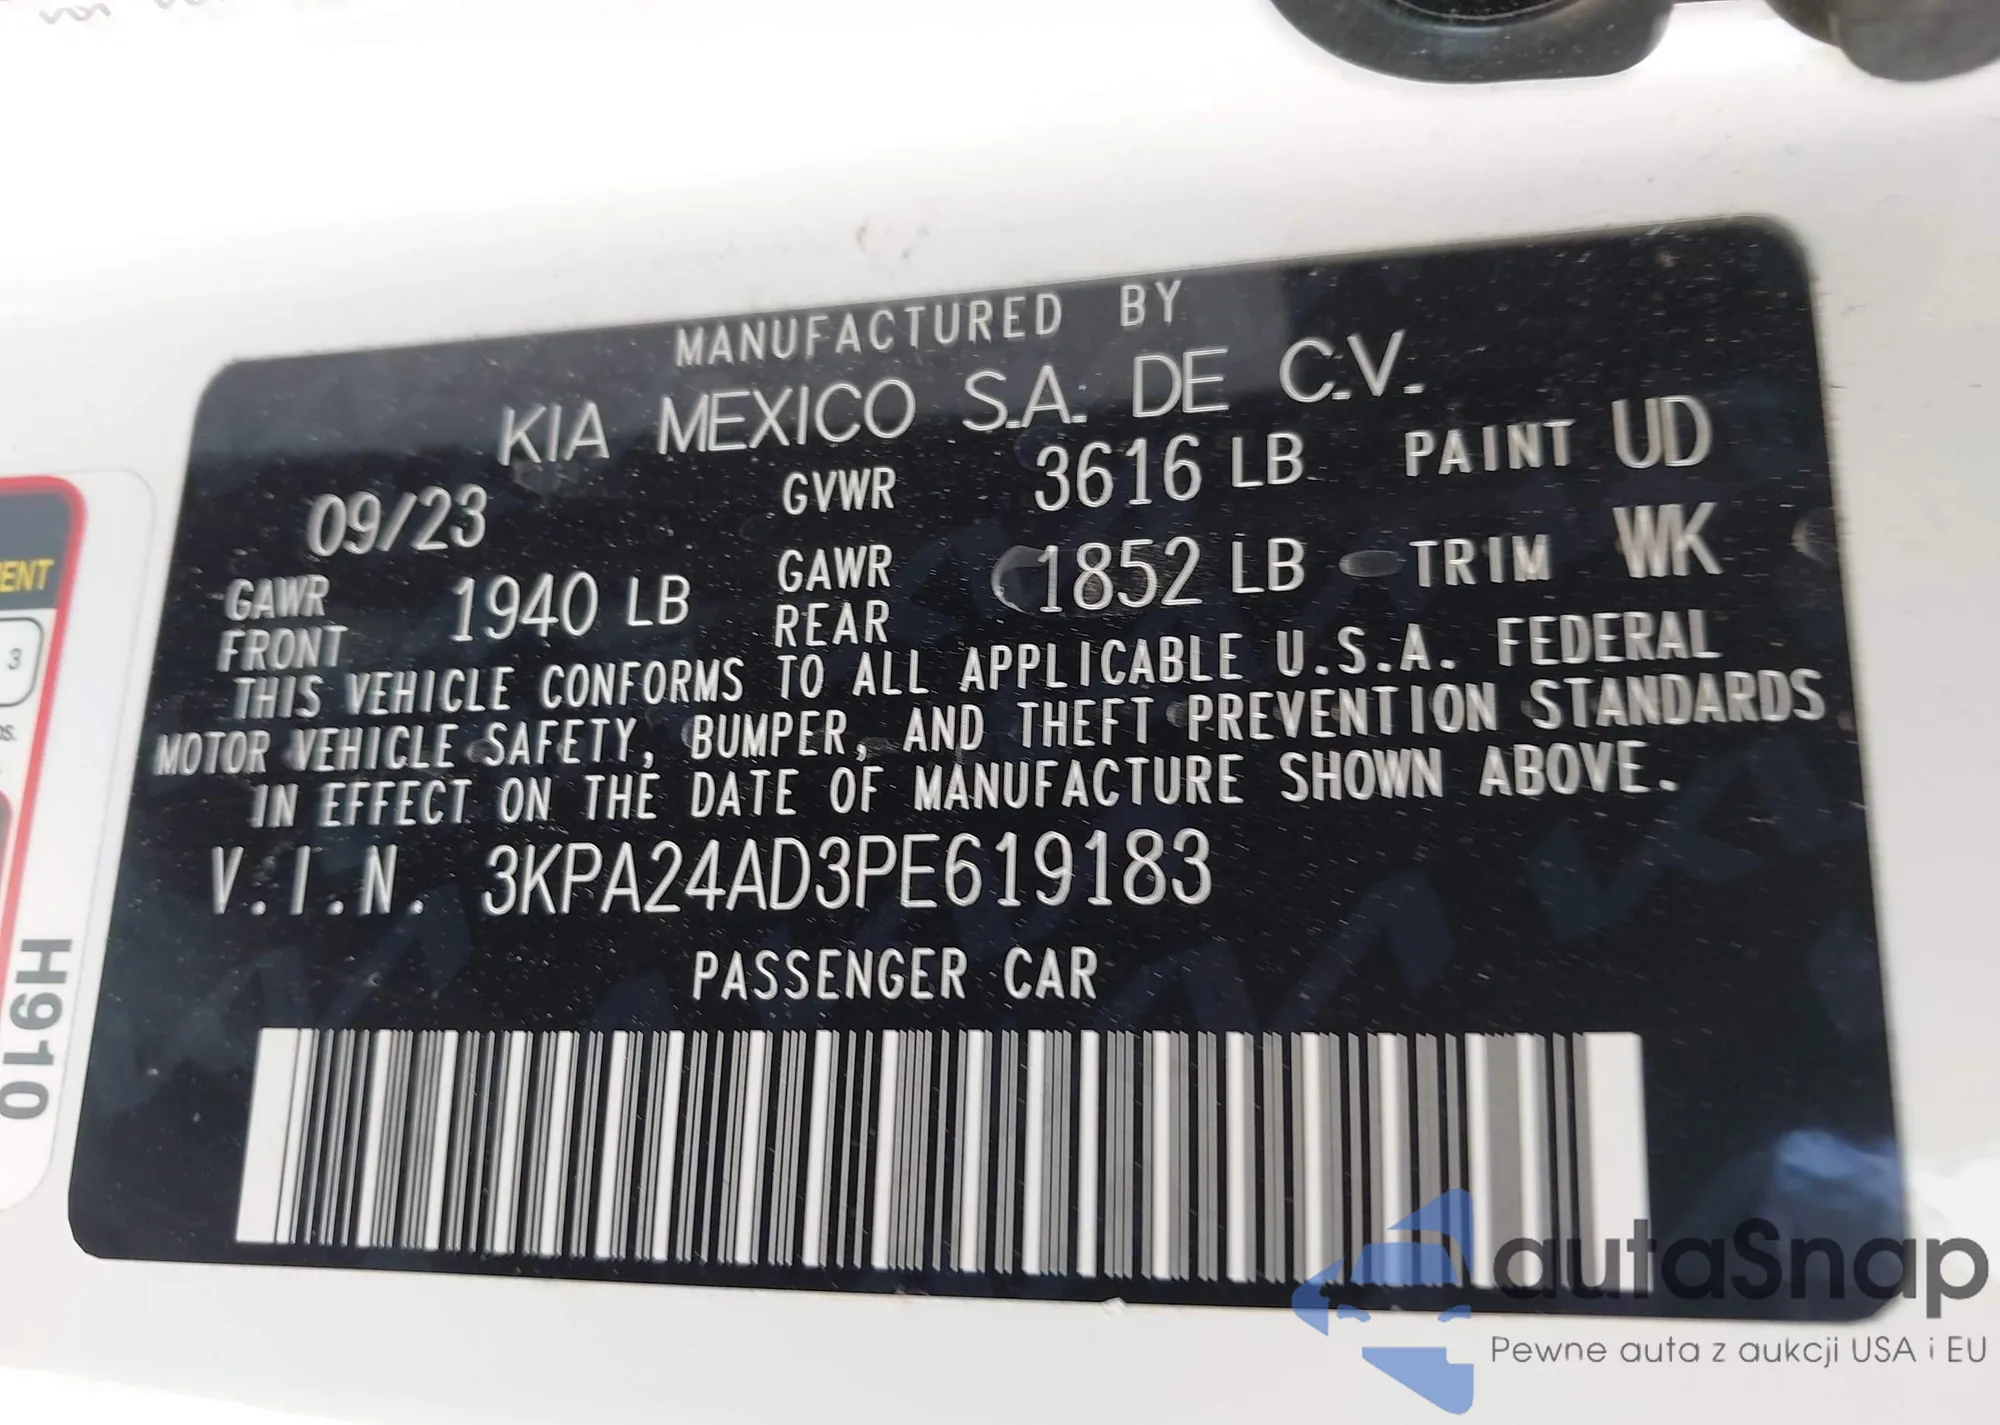 MANUFACTURED BY
KIA MEXICO S.A. DE C.V.
09/23 GVWR 3616 LB PAINT UD
GAWR FRONT 1940 LB GAWR REAR 1852 LB TRIM WK
THIS VEHICLE CONFORMS TO ALL APPLICABLE U.S.A. FEDERAL
MOTOR VEHICLE SAFETY, BUMPER, AND THEFT PREVENTION STANDARDS
IN EFFECT ON THE DATE OF MANUFACTURE SHOWN ABOVE.
V.I.N. 3KPA24AD3PE619183
PASSENGER CAR
3
H910
autaSnap
Pewne auta z aukcji USA i EU